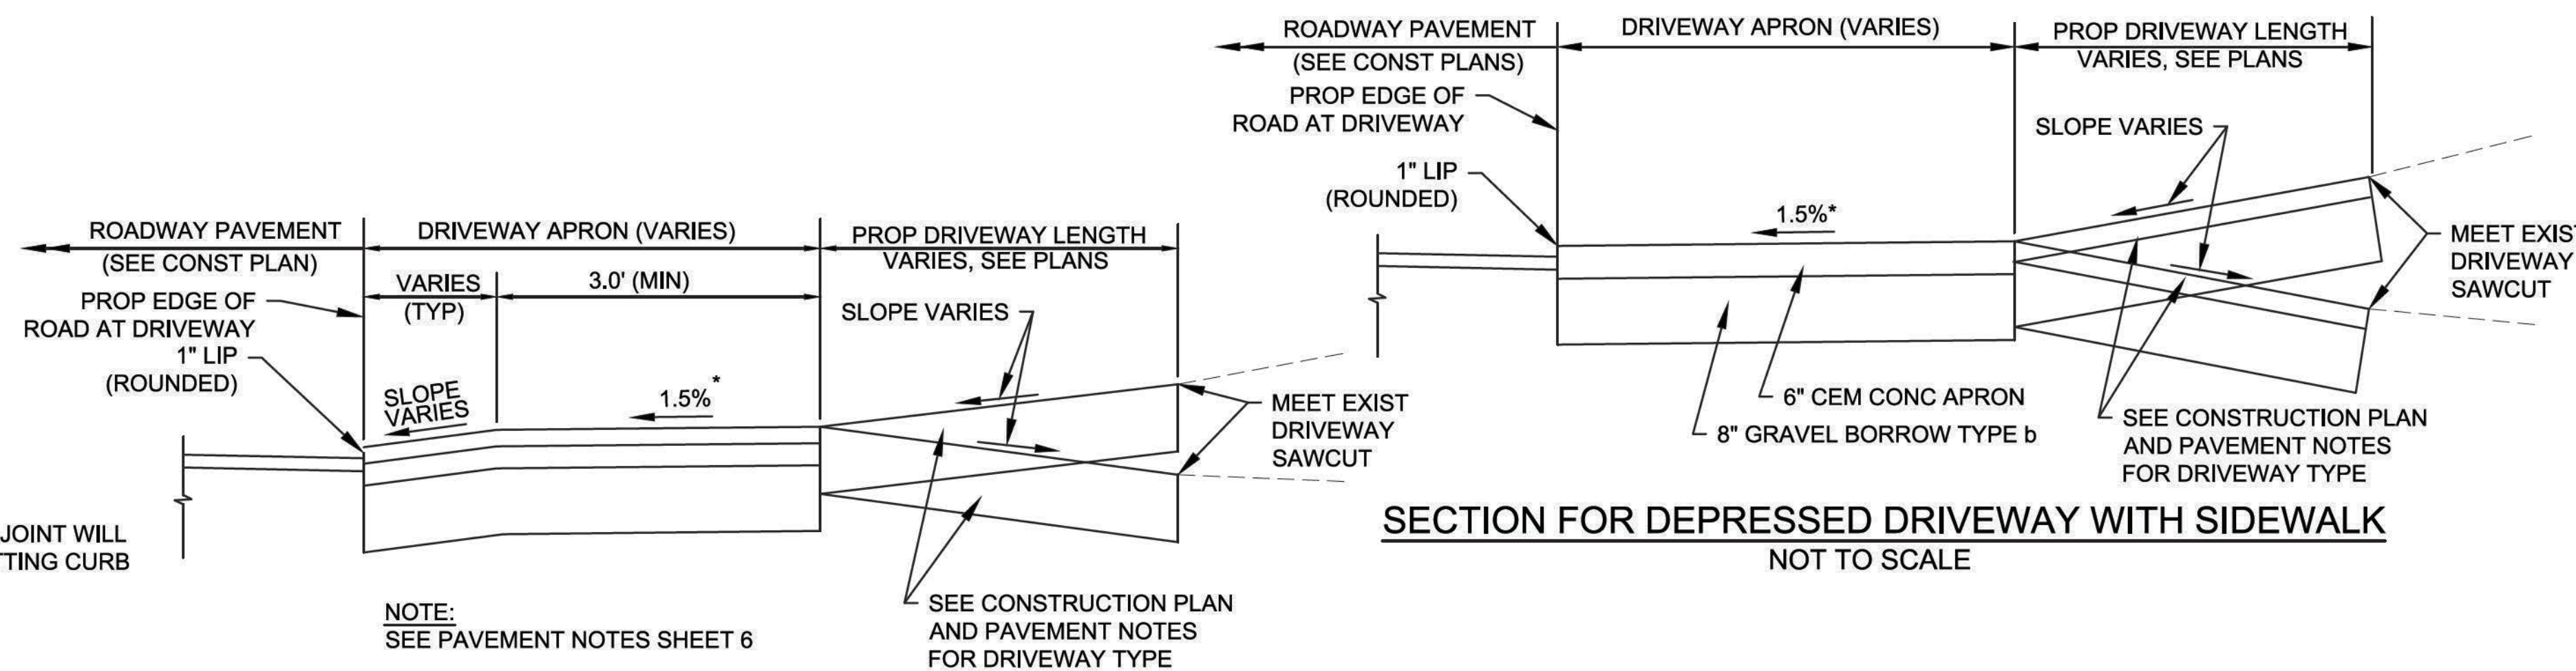 ROADWAY PAVEMENT
(SEE CONST PLAN)
DRIVEWAY APRON (VARIES)
PROP DRIVEWAY LENGTH
VARIES, SEE PLANS
VARIES
(TYP)
3.0' (MIN)
PROP EDGE OF
ROAD AT DRIVEWAY
1" LIP
(ROUNDED)
SLOPE
VARIES
1.5%*
SLOPE VARIES
MEET EXIST
DRIVEWAY
SAWCUT
JOINT WILL
TTING CURB
NOTE:
SEE PAVEMENT NOTES SHEET 6
SEE CONSTRUCTION PLAN
AND PAVEMENT NOTES
FOR DRIVEWAY TYPE
ROADWAY PAVEMENT
(SEE CONST PLANS)
DRIVEWAY APRON (VARIES)
PROP DRIVEWAY LENGTH
VARIES, SEE PLANS
PROP EDGE OF
ROAD AT DRIVEWAY
1" LIP
(ROUNDED)
1.5%*
SLOPE VARIES
MEET EXIST
DRIVEWAY
SAWCUT
6" CEM CONC APRON
8" GRAVEL BORROW TYPE b
SEE CONSTRUCTION PLAN
AND PAVEMENT NOTES
FOR DRIVEWAY TYPE
SECTION FOR DEPRESSED DRIVEWAY WITH SIDEWALK
NOT TO SCALE